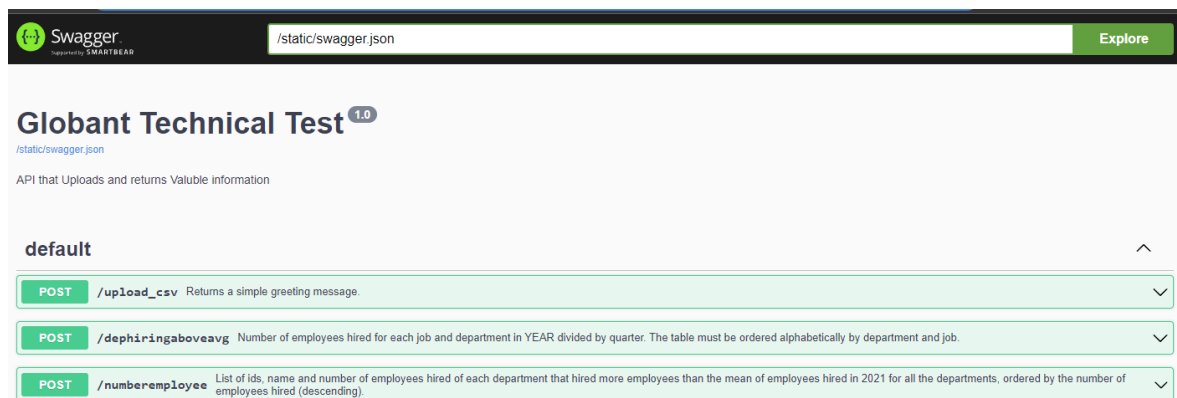 Swagger.
Supported by SMARTBEAR
/static/swagger.json
Explore
Globant Technical Test 1.0
/static/swagger.json
API that Uploads and returns Valuble information
default
POST /upload_csv Returns a simple greeting message.
POST /dephiringaboveavg Number of employees hired for each job and department in YEAR divided by quarter. The table must be ordered alphabetically by department and job.
POST /numberemployee List of ids, name and number of employees hired of each department that hired more employees than the mean of employees hired in 2021 for all the departments, ordered by the number of
employees hired (descending).